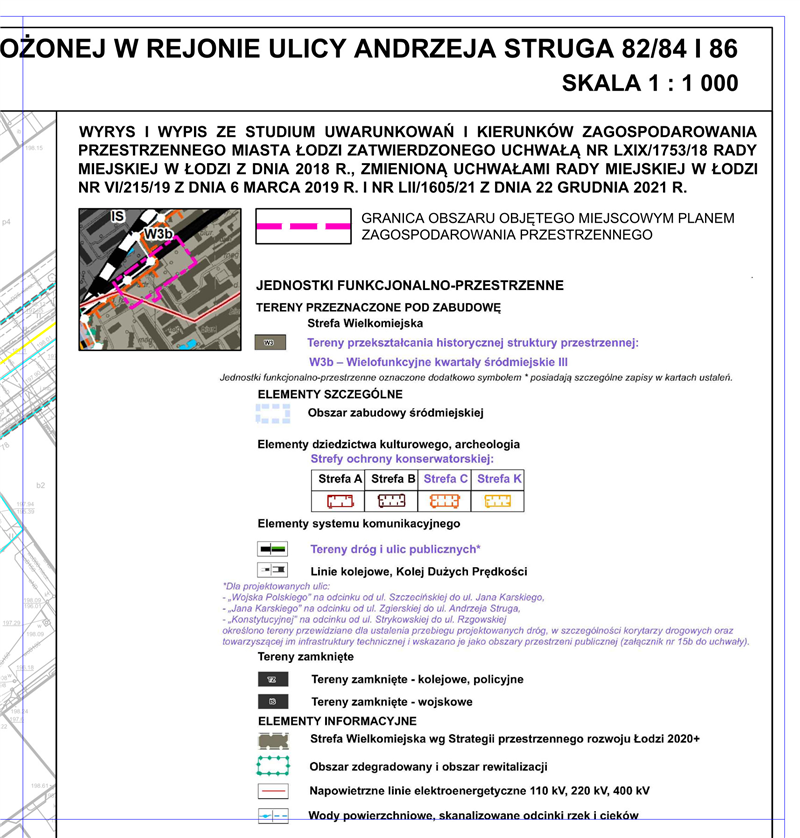 OŻONEJ W REJONIE ULICY ANDRZEJA STRUGA 82/84 I 86
SKALA 1 : 1 000
WYRYS I WYPIS ZE STUDIUM UWARUNKOWAŃ I KIERUNKÓW ZAGOSPODAROWANIA
PRZESTRZENNEGO MIASTA ŁODZI ZATWIERDZONEGO UCHWAŁĄ NR LXIX/1753/18 RADY
MIEJSKIEJ W ŁODZI Z DNIA 2018 R., ZMIENIONĄ UCHWAŁAMI RADY MIEJSKIEJ W ŁODZI
NR VI/215/19 Z DNIA 6 MARCA 2019 R. I NR LII/1605/21 Z DNIA 22 GRUDNIA 2021 R.
198.15
p4
IS
W3b
GRANICA OBSZARU OBJĘTEGO MIEJSCOWYM PLANEM
ZAGOSPODAROWANIA PRZESTRZENNEGO
JEDNOSTKI FUNKCJONALNO-PRZESTRZENNE
TERENY PRZEZNACZONE POD ZABUDOWĘ
Strefa Wielkomiejska
W3
Tereny przekształcania historycznej struktury przestrzennej:
W3b – Wielofunkcyjne kwartały śródmiejskie III
Jednostki funkcjonalno-przestrzenne oznaczone dodatkowo symbolem * posiadają szczególne zapisy w kartach ustaleń.
ELEMENTY SZCZEGÓLNE
Obszar zabudowy śródmiejskiej
Elementy dziedzictwa kulturowego, archeologia
Strefy ochrony konserwatorskiej:
Strefa A Strefa B Strefa C Strefa K
b2
Elementy systemu komunikacyjnego
Tereny dróg i ulic publicznych*
Linie kolejowe, Kolej Dużych Prędkości
*Dla projektowanych ulic:
- „Wojska Polskiego” na odcinku od ul. Szczecińskiej do ul. Jana Karskiego,
- „Jana Karskiego” na odcinku od ul. Zgierskiej do ul. Andrzeja Struga,
- „Konstytucyjnej” na odcinku od ul. Strykowskiej do ul. Rzgowskiej
określono tereny przewidziane dla ustalenia przebiegu projektowanych dróg, w szczególności korytarzy drogowych oraz
towarzyszącej im infrastruktury technicznej i wskazano je jako obszary przestrzeni publicznej (załącznik nr 15b do uchwały).
Tereny zamknięte
TZ
Tereny zamknięte - kolejowe, policyjne
IS
Tereny zamknięte - wojskowe
ELEMENTY INFORMACYJNE
Strefa Wielkomiejska wg Strategii przestrzennego rozwoju Łodzi 2020+
Obszar zdegradowany i obszar rewitalizacji
Napowietrzne linie elektroenergetyczne 110 kV, 220 kV, 400 kV
Wody powierzchniowe, skanalizowane odcinki rzek i cieków